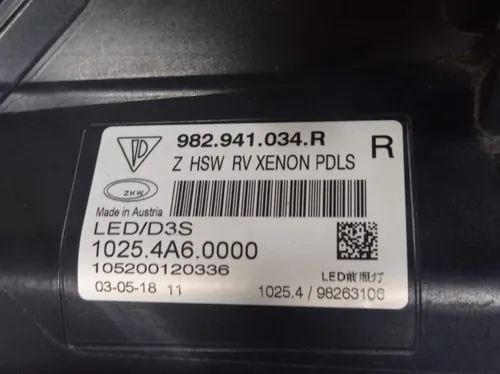 982.941.034.R
Z HSW RV XENON PDLS
R
ZKW
Made in Austria
LED/D3S
1025.4A6.0000
105200120336
03-05-18 11
LED前照灯
1025.4 / 98263106